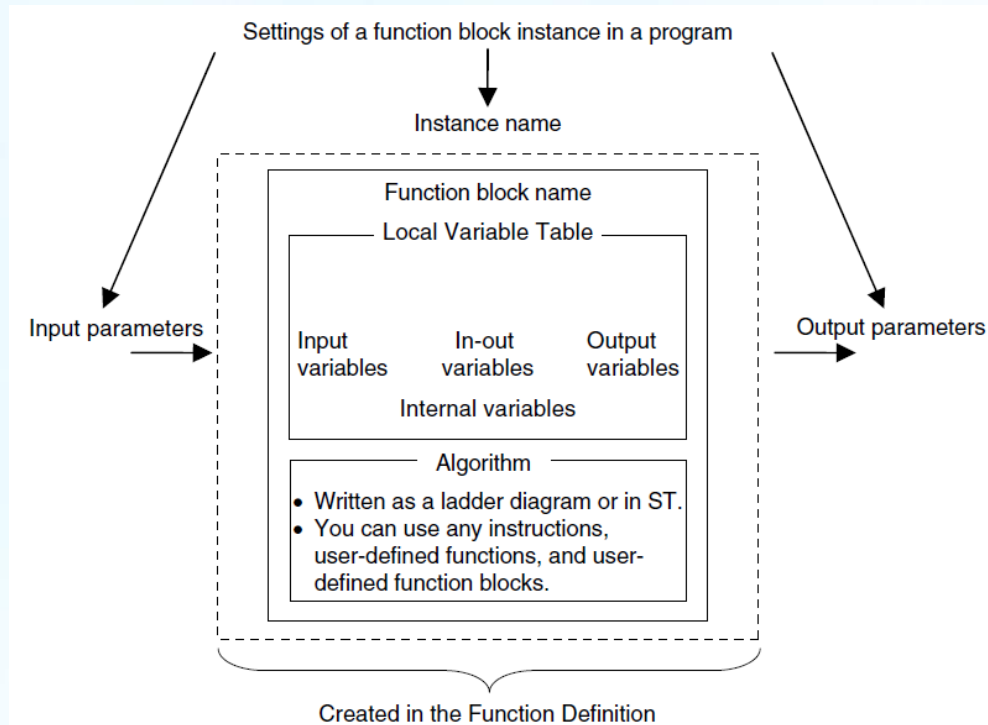 Settings of a function block instance in a program
Instance name
Function block name
Local Variable Table
Input parameters
Output parameters
Input
variables
In-out
variables
Output
variables
Internal variables
Algorithm
• Written as a ladder diagram or in ST.
• You can use any instructions,
user-defined functions, and user-
defined function blocks.
Created in the Function Definition